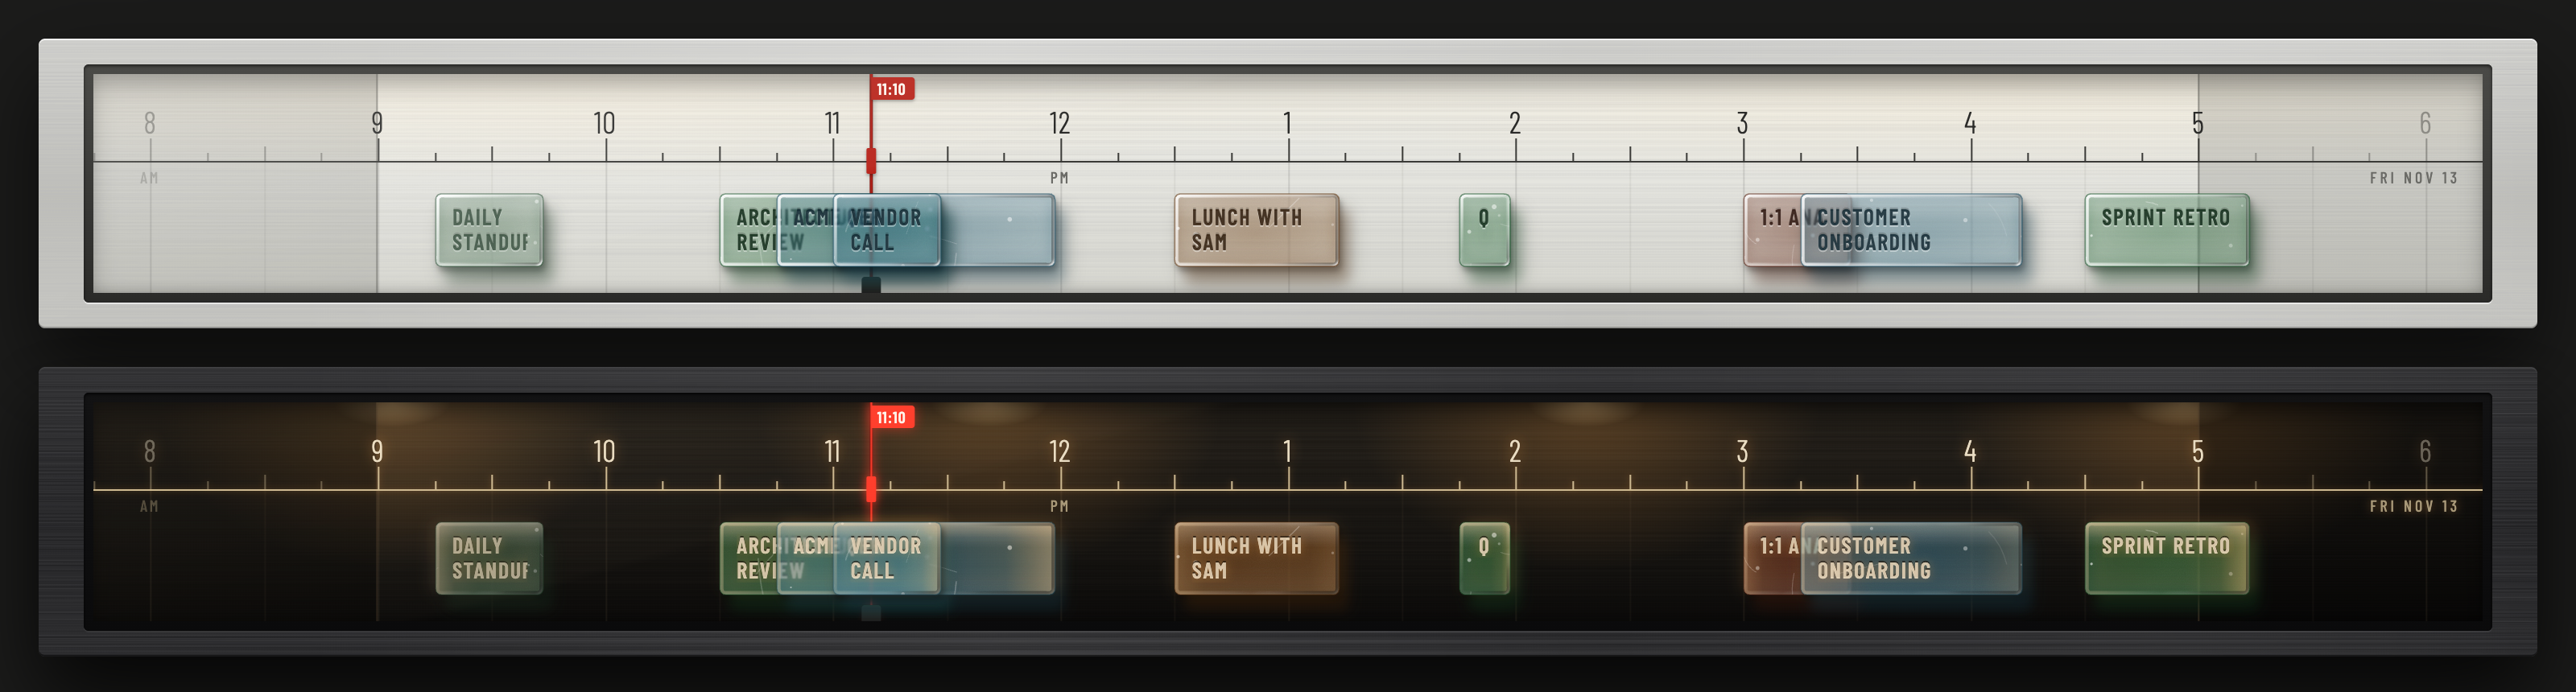 11:10
8 9 10 11 12 1 2 3 4 5 6
AM PM FRI NOV 13
DAILY
STANDUP
ARCH ACME VENDOR
REVIEW CALL
LUNCH WITH
SAM
Q
1:1 ANA CUSTOMER
ONBOARDING
SPRINT RETRO
11:10
8 9 10 11 12 1 2 3 4 5 6
AM PM FRI NOV 13
DAILY
STANDUP
ARCH ACME VENDOR
REVIEW CALL
LUNCH WITH
SAM
Q
1:1 AN CUSTOMER
ONBOARDING
SPRINT RETRO